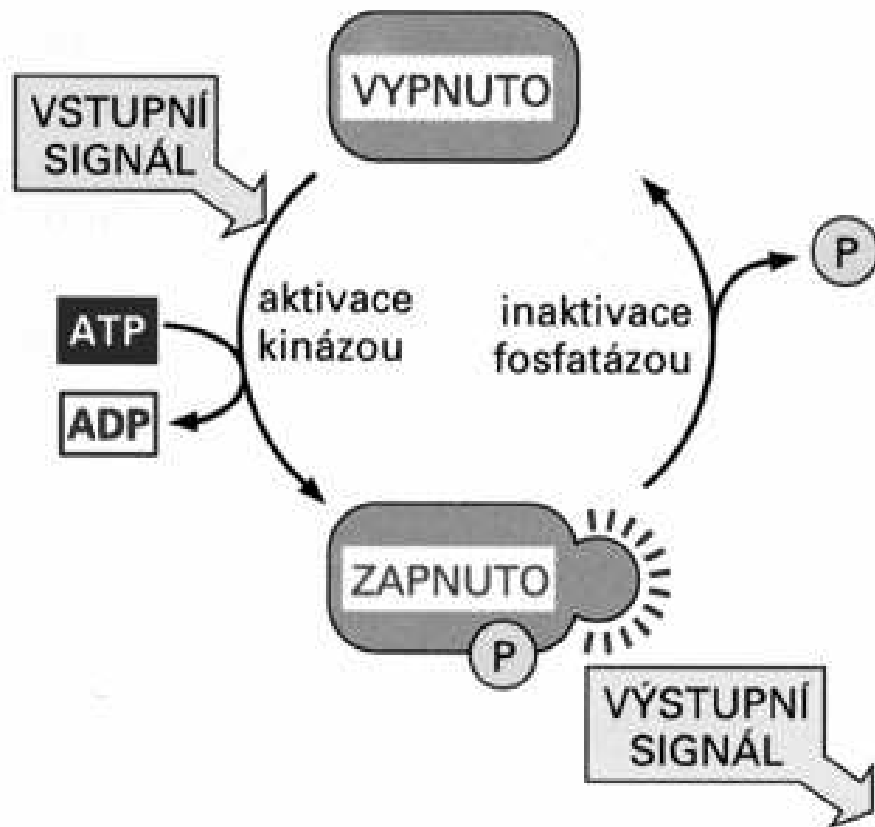 VYPNUTO
VSTUPNÍ
SIGNÁL
P
aktivace
kinázou
inaktivace
fosfatázou
ATP
ADP
ZAPNUTO
P
VÝSTUPNÍ
SIGNÁL